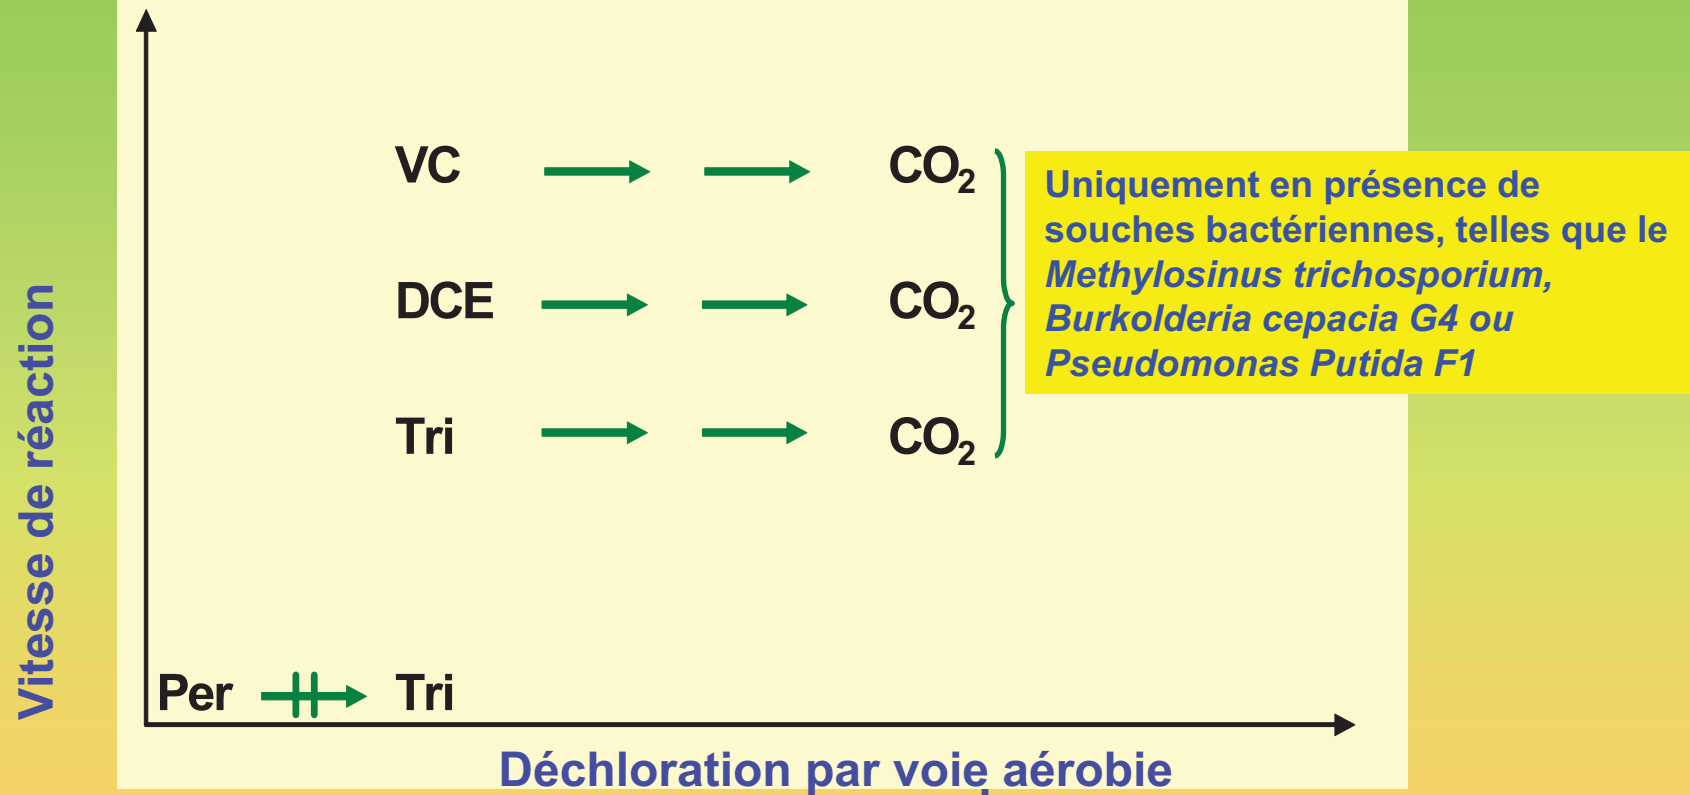 VC CO₂
Uniquement en présence de
souches bactériennes, telles que le
Methylosinus trichosporium,
Burkolderia cepacia G4 ou
Pseudomonas Putida F1
DCE CO₂
Tri CO₂
Per Tri
Vitesse de réaction
Déchloration par voie aérobie